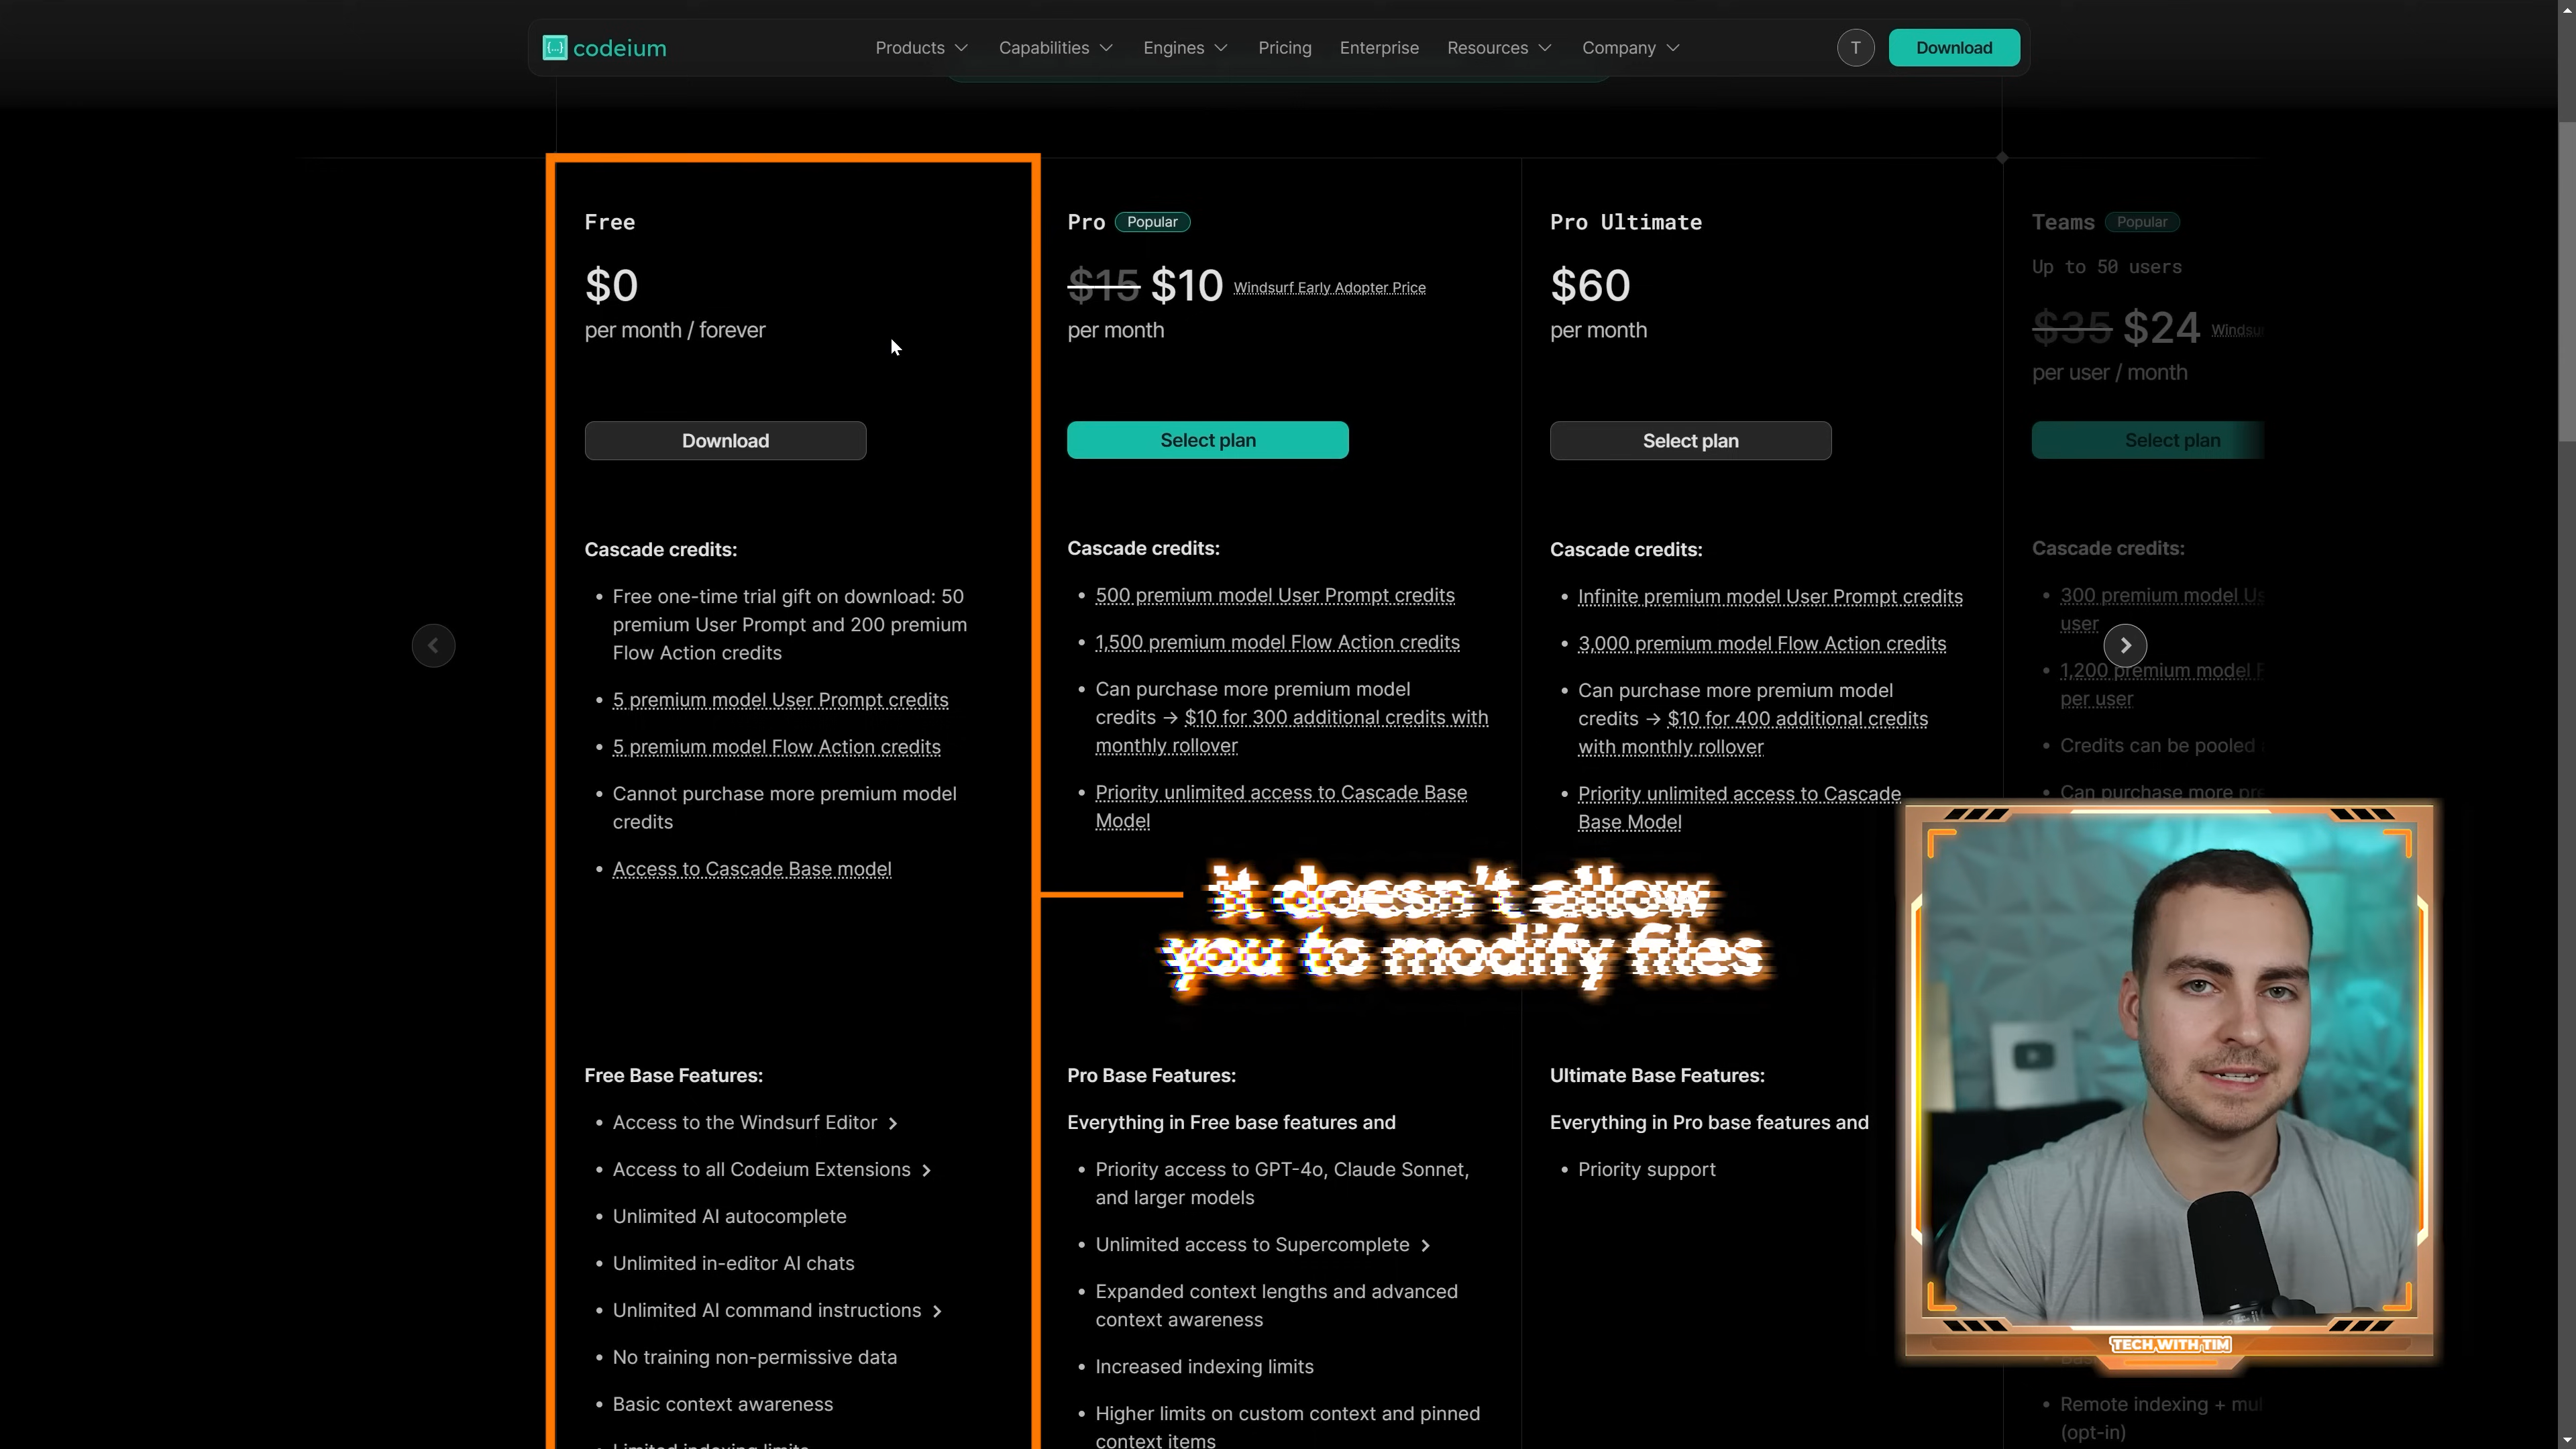 codeium
Products
Capabilities
Engines
Pricing
Enterprise
Resources
Company
T
Download
Free
$0
per month / forever
Download
Cascade credits:
• Free one-time trial gift on download: 50
premium User Prompt and 200 premium
Flow Action credits
• 5 premium model User Prompt credits
• 5 premium model Flow Action credits
• Cannot purchase more premium model
credits
• Access to Cascade Base model
Free Base Features:
• Access to the Windsurf Editor
• Access to all Codeium Extensions
• Unlimited AI autocomplete
• Unlimited in-editor AI chats
• Unlimited AI command instructions
• No training non-permissive data
• Basic context awareness
• Limited indexing limits
Pro Popular
$15 $10 Windsurf Early Adopter Price
per month
Select plan
Cascade credits:
• 500 premium model User Prompt credits
• 1,500 premium model Flow Action credits
• Can purchase more premium model
credits → $10 for 300 additional credits with
monthly rollover
• Priority unlimited access to Cascade Base
Model
it doesn't allow
you to modify files
Pro Base Features:
Everything in Free base features and
• Priority access to GPT-4o, Claude Sonnet,
and larger models
• Unlimited access to Supercomplete
• Expanded context lengths and advanced
context awareness
• Increased indexing limits
• Higher limits on custom context and pinned
context items
Pro Ultimate
$60
per month
Select plan
Cascade credits:
• Infinite premium model User Prompt credits
• 3,000 premium model Flow Action credits
• Can purchase more premium model
credits → $10 for 400 additional credits
with monthly rollover
• Priority unlimited access to Cascade
Base Model
Ultimate Base Features:
Everything in Pro base features and
• Priority support
Teams Popular
Up to 50 users
$35 $24
per user / month
Select plan
Cascade credits:
• 300 premium model
user
• 1,200 premium model
per user
• Credits can be pooled
• Can purchase more
• Remote indexing +
(opt-in)
TECH WITH TIM